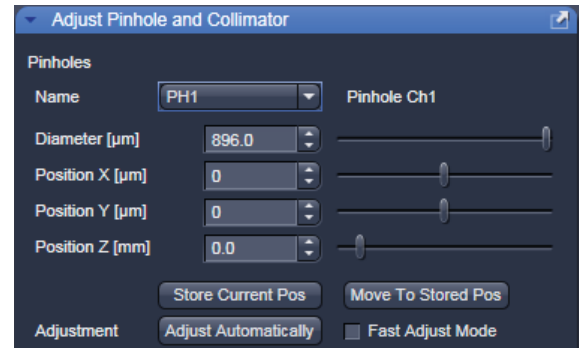 Adjust Pinhole and Collimator
Pinholes
Name PH1 Pinhole Ch1
Diameter [µm] 896.0
Position X [µm] 0
Position Y [µm] 0
Position Z [mm] 0.0
Store Current Pos Move To Stored Pos
Adjustment Adjust Automatically Fast Adjust Mode